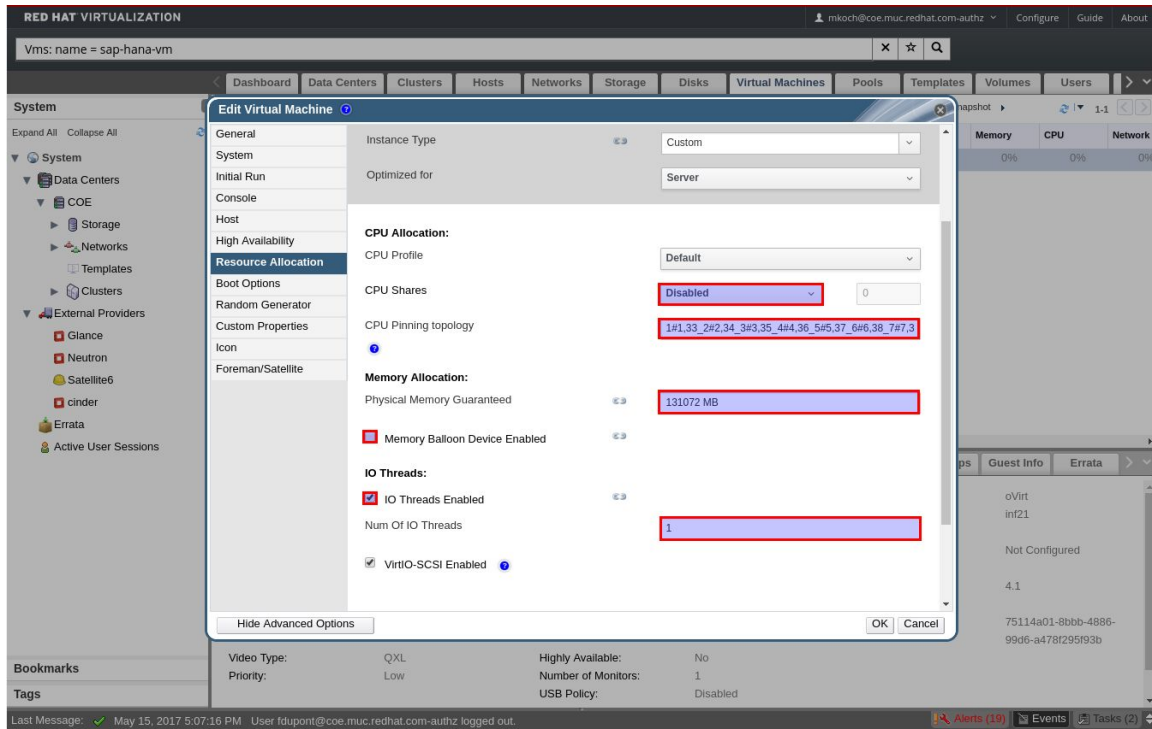 RED HAT VIRTUALIZATION
mkoch@coe.muc.redhat.com-authz Configure Guide About
Vms: name = sap-hana-vm
Dashboard Data Centers Clusters Hosts Networks Storage Disks Virtual Machines Pools Templates Volumes Users
System
Expand All Collapse All
System
Data Centers
COE
Storage
Networks
Templates
Clusters
External Providers
Glance
Neutron
Satellite6
cinder
Errata
Active User Sessions
Bookmarks
Tags
Edit Virtual Machine
General
System
Initial Run
Console
Host
High Availability
Resource Allocation
Boot Options
Random Generator
Custom Properties
Icon
Foreman/Satellite
Instance Type Custom
Optimized for Server
CPU Allocation:
CPU Profile Default
CPU Shares Disabled 0
CPU Pinning topology 1#1,33_2#2,34_3#3,35_4#4,36_5#5,37_6#6,38_7#7,3
Memory Allocation:
Physical Memory Guaranteed 131072 MB
Memory Balloon Device Enabled
IO Threads:
IO Threads Enabled
Num Of IO Threads 1
VirtIO-SCSI Enabled
Hide Advanced Options OK Cancel
napshot 1-1
Memory CPU Network
0% 0% 0%
ps Guest Info Errata
oVirt
inf21
Not Configured
4.1
75114a01-8bbb-4886-
99d6-a478f295f93b
Video Type: QXL Highly Available: No
Priority: Low Number of Monitors: 1
USB Policy: Disabled
Last Message: May 15, 2017 5:07:16 PM User fdupont@coe.muc.redhat.com-authz logged out.
Alerts (19) Events Tasks (2)